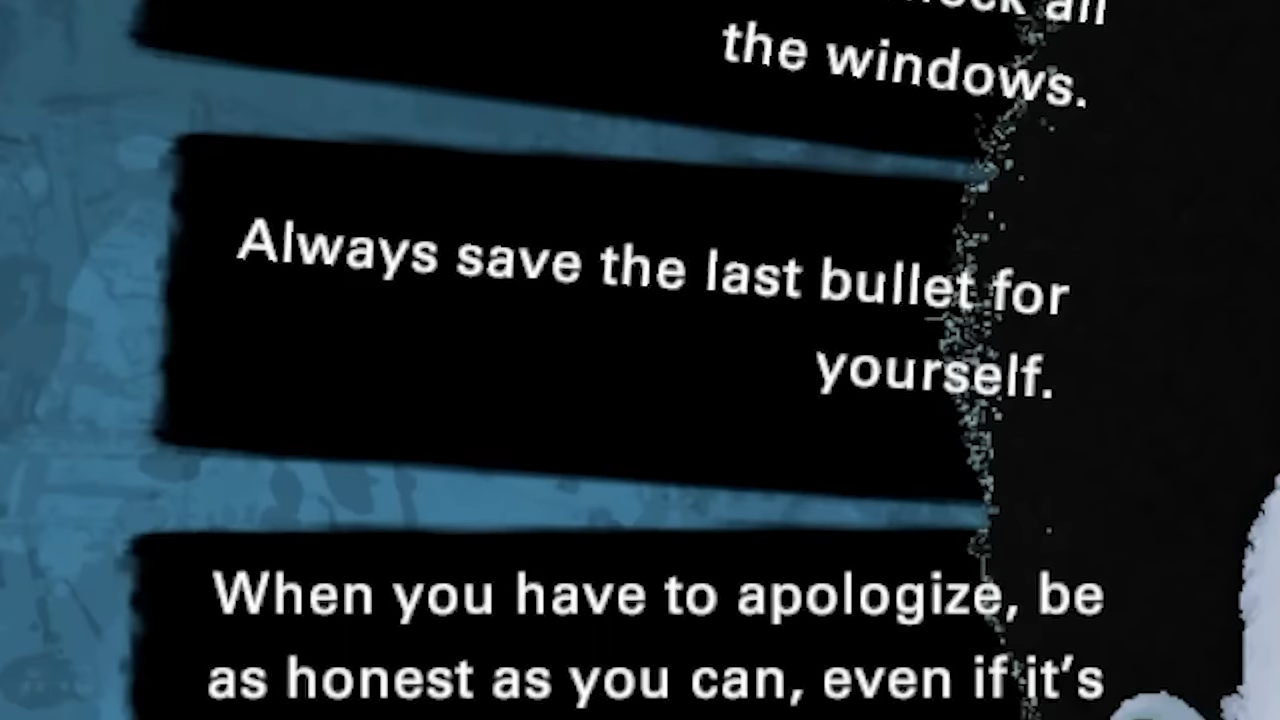 all
the windows.
Always save the last bullet for
yourself.
When you have to apologize, be
as honest as you can, even if it’s